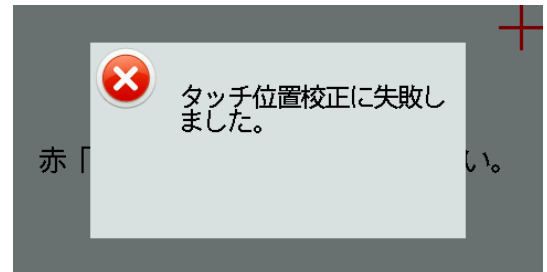 タッチ位置校正に失敗し
ました。
赤「
い。